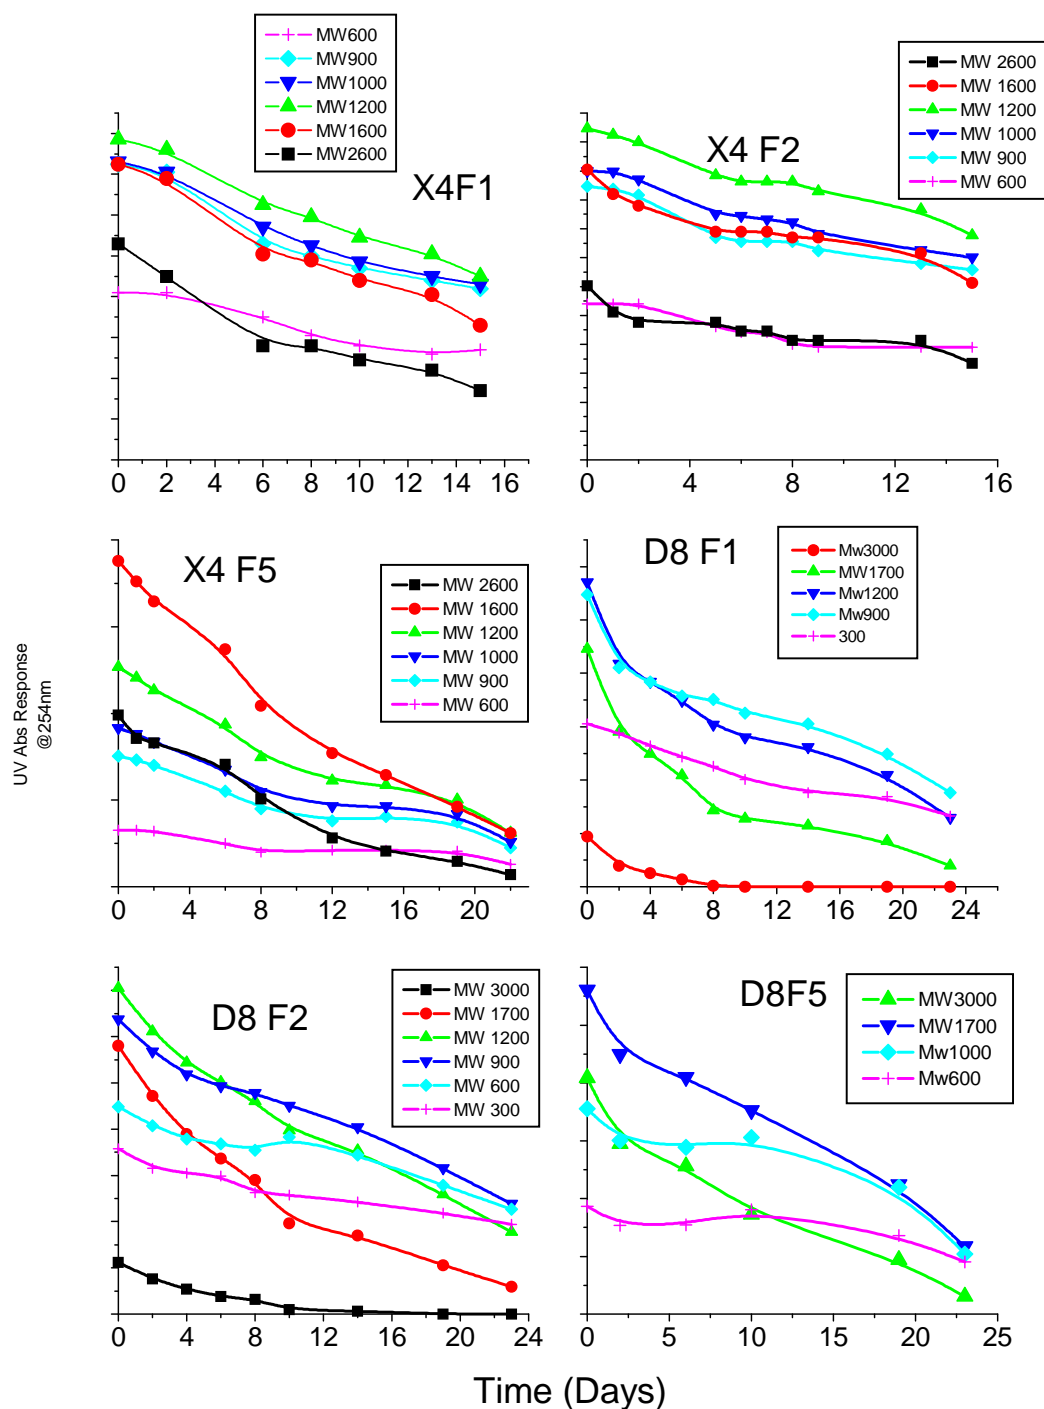 MW600
MW900
MW1000
MW1200
MW1600
MW2600
X4F1
0 2 4 6 8 10 12 14 16
MW 2600
MW 1600
MW 1200
MW 1000
MW 900
MW 600
X4 F2
0 4 8 12 16
X4 F5
MW 2600
MW 1600
MW 1200
MW 1000
MW 900
MW 600
0 4 8 12 16 20
D8 F1
Mw3000
MW1700
Mw1200
Mw900
300
0 4 8 12 16 20 24
UV Abs Response
@254nm
D8 F2
MW 3000
MW 1700
MW 1200
MW 900
MW 600
MW 300
0 4 8 12 16 20 24
D8F5
MW3000
MW1700
Mw1000
Mw600
0 5 10 15 20 25
Time (Days)